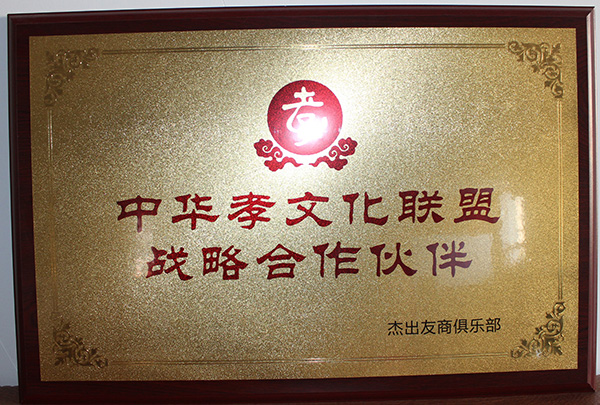 孝
中华孝文化联盟
战略合作伙伴
杰出友商俱乐部